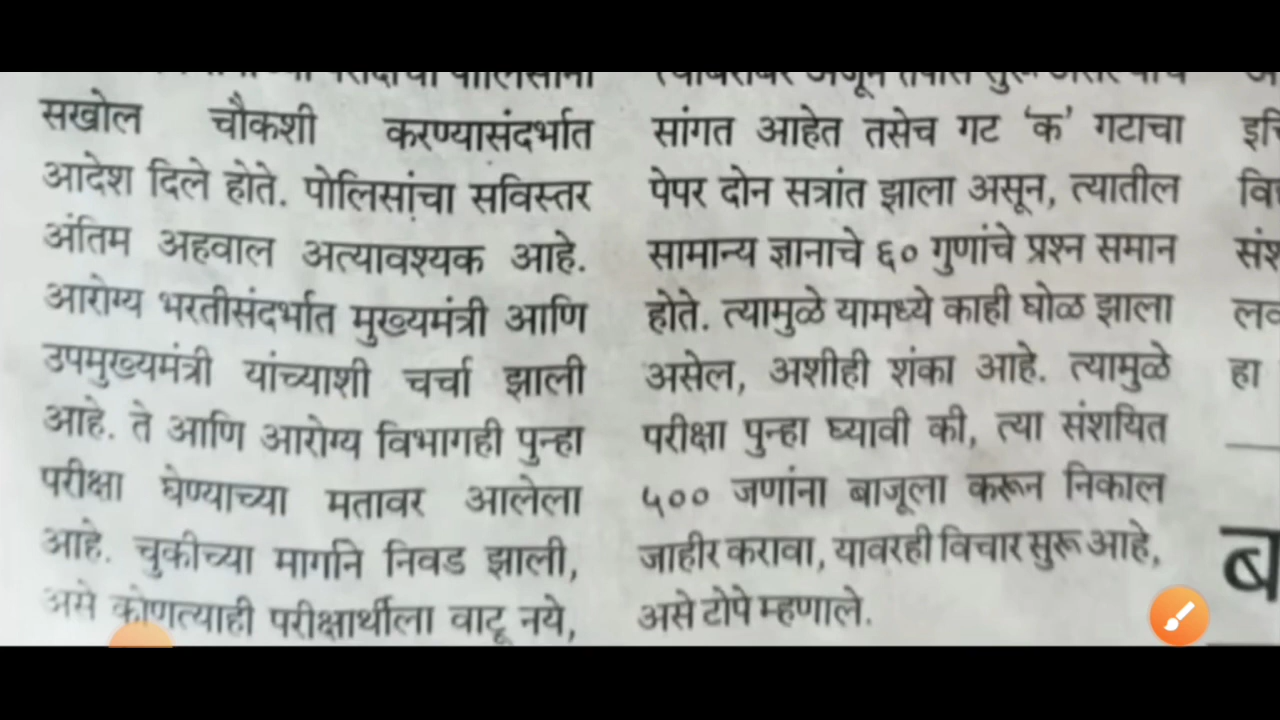 सखोल चौकशी करण्यासंदर्भात
आदेश दिले होते. पोलिसांचा सविस्तर
अंतिम अहवाल अत्यावश्यक आहे.
आरोग्य भरतीसंदर्भात मुख्यमंत्री आणि
उपमुख्यमंत्री यांच्याशी चर्चा झाली
आहे. ते आणि आरोग्य विभागही पुन्हा
परीक्षा घेण्याच्या मतावर आलेला
आहे. चुकीच्या मार्गाने निवड झाली,
असे कोणत्याही परीक्षार्थीला वाटू नये,
सांगत आहेत तसेच गट ‘क’ गटाचा
पेपर दोन सत्रांत झाला असून, त्यातील
सामान्य ज्ञानाचे ६० गुणांचे प्रश्न समान
होते. त्यामुळे यामध्ये काही घोळ झाला
असेल, अशीही शंका आहे. त्यामुळे
परीक्षा पुन्हा घ्यावी की, त्या संशयित
५०० जणांना बाजूला करून निकाल
जाहीर करावा, यावरही विचार सुरू आहे,
असे टोपे म्हणाले.
हा